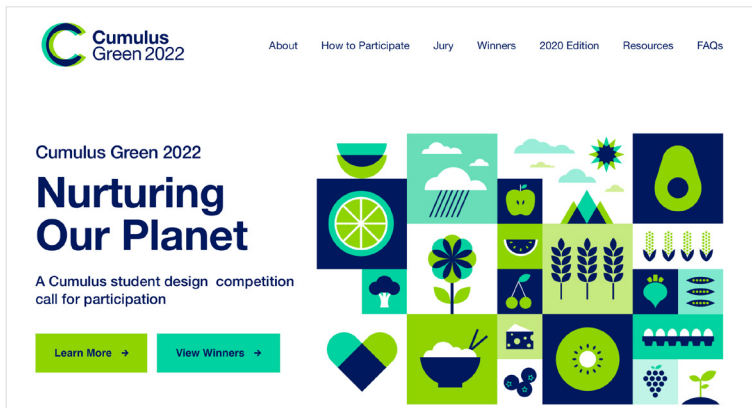 Cumulus
Green 2022
About How to Participate Jury Winners 2020 Edition Resources FAQs
Cumulus Green 2022
Nurturing
Our Planet
A Cumulus student design competition
call for participation
Learn More → View Winners →